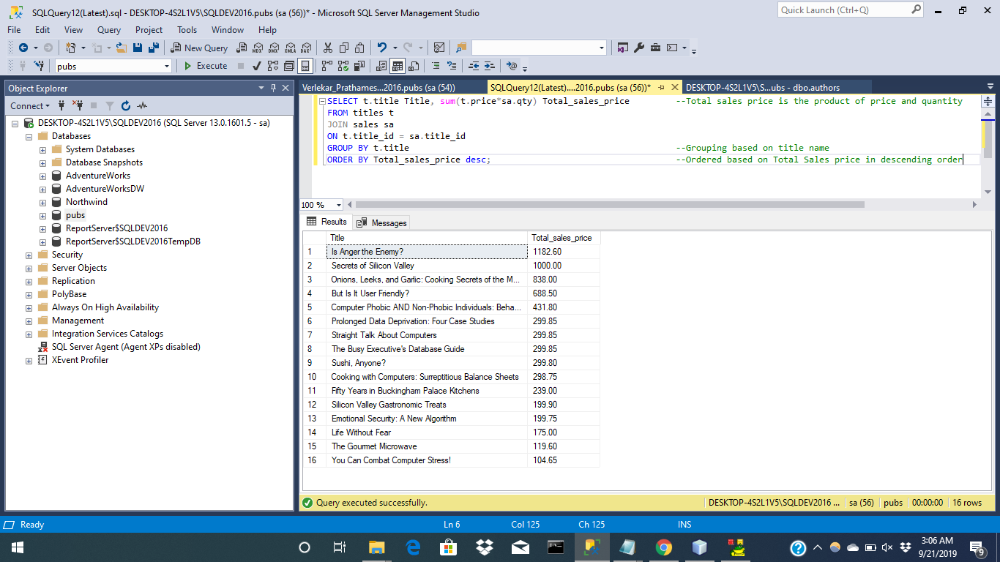 SQLQuery12(Latest).sql - DESKTOP-4S2L1V5\SQLDEV2016.pubs (sa (56))* - Microsoft SQL Server Management Studio
Quick Launch (Ctrl+Q)
File Edit View Query Project Tools Window Help
New Query MDX DMX XMLA DAX
pubs Execute
Object Explorer
Connect
DESKTOP-4S2L1V5\SQLDEV2016 (SQL Server 13.0.1601.5 - sa)
Databases
System Databases
Database Snapshots
AdventureWorks
AdventureWorksDW
Northwind
pubs
ReportServer$SQLDEV2016
ReportServer$SQLDEV2016TempDB
Security
Server Objects
Replication
PolyBase
Always On High Availability
Management
Integration Services Catalogs
SQL Server Agent (Agent XPs disabled)
XEvent Profiler
Verlekar_Prathames...2016.pubs (sa (54)) SQLQuery12(Latest)....2016.pubs (sa (56))* DESKTOP-4S2L1V5\S...ubs - dbo.authors
SELECT t.title Title, sum(t.price*sa.qty) Total_sales_price --Total sales price is the product of price and quantity
FROM titles t
JOIN sales sa
ON t.title_id = sa.title_id
GROUP BY t.title --Grouping based on title name
ORDER BY Total_sales_price desc; --Ordered based on Total Sales price in descending order
100 %
Results Messages
Title Total_sales_price
1 Is Anger the Enemy? 1182.60
2 Secrets of Silicon Valley 1000.00
3 Onions, Leeks, and Garlic: Cooking Secrets of the M... 838.00
4 But Is It User Friendly? 688.50
5 Computer Phobic AND Non-Phobic Individuals: Beha... 431.80
6 Prolonged Data Deprivation: Four Case Studies 299.85
7 Straight Talk About Computers 299.85
8 The Busy Executive's Database Guide 299.85
9 Sushi, Anyone? 299.80
10 Cooking with Computers: Surreptitious Balance Sheets 298.75
11 Fifty Years in Buckingham Palace Kitchens 239.00
12 Silicon Valley Gastronomic Treats 199.90
13 Emotional Security: A New Algorithm 199.75
14 Life Without Fear 175.00
15 The Gourmet Microwave 119.60
16 You Can Combat Computer Stress! 104.65
Query executed successfully. DESKTOP-4S2L1V5\SQLDEV2016 ... sa (56) pubs 00:00:00 16 rows
Ready Ln 6 Col 125 Ch 125 INS
3:06 AM
9/21/2019
9